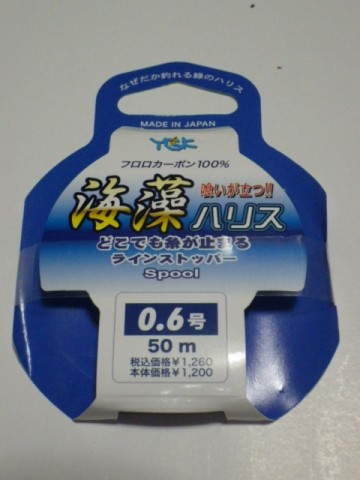 なぜだか釣れる緑のハリス
MADE IN JAPAN
フロロカーボン100%
喰いが立つ!!
海藻ハリス
どこでも糸が止まる
ラインストッパー
Spool
0.6号
50m
税込価格¥1,260
本体価格¥1,200